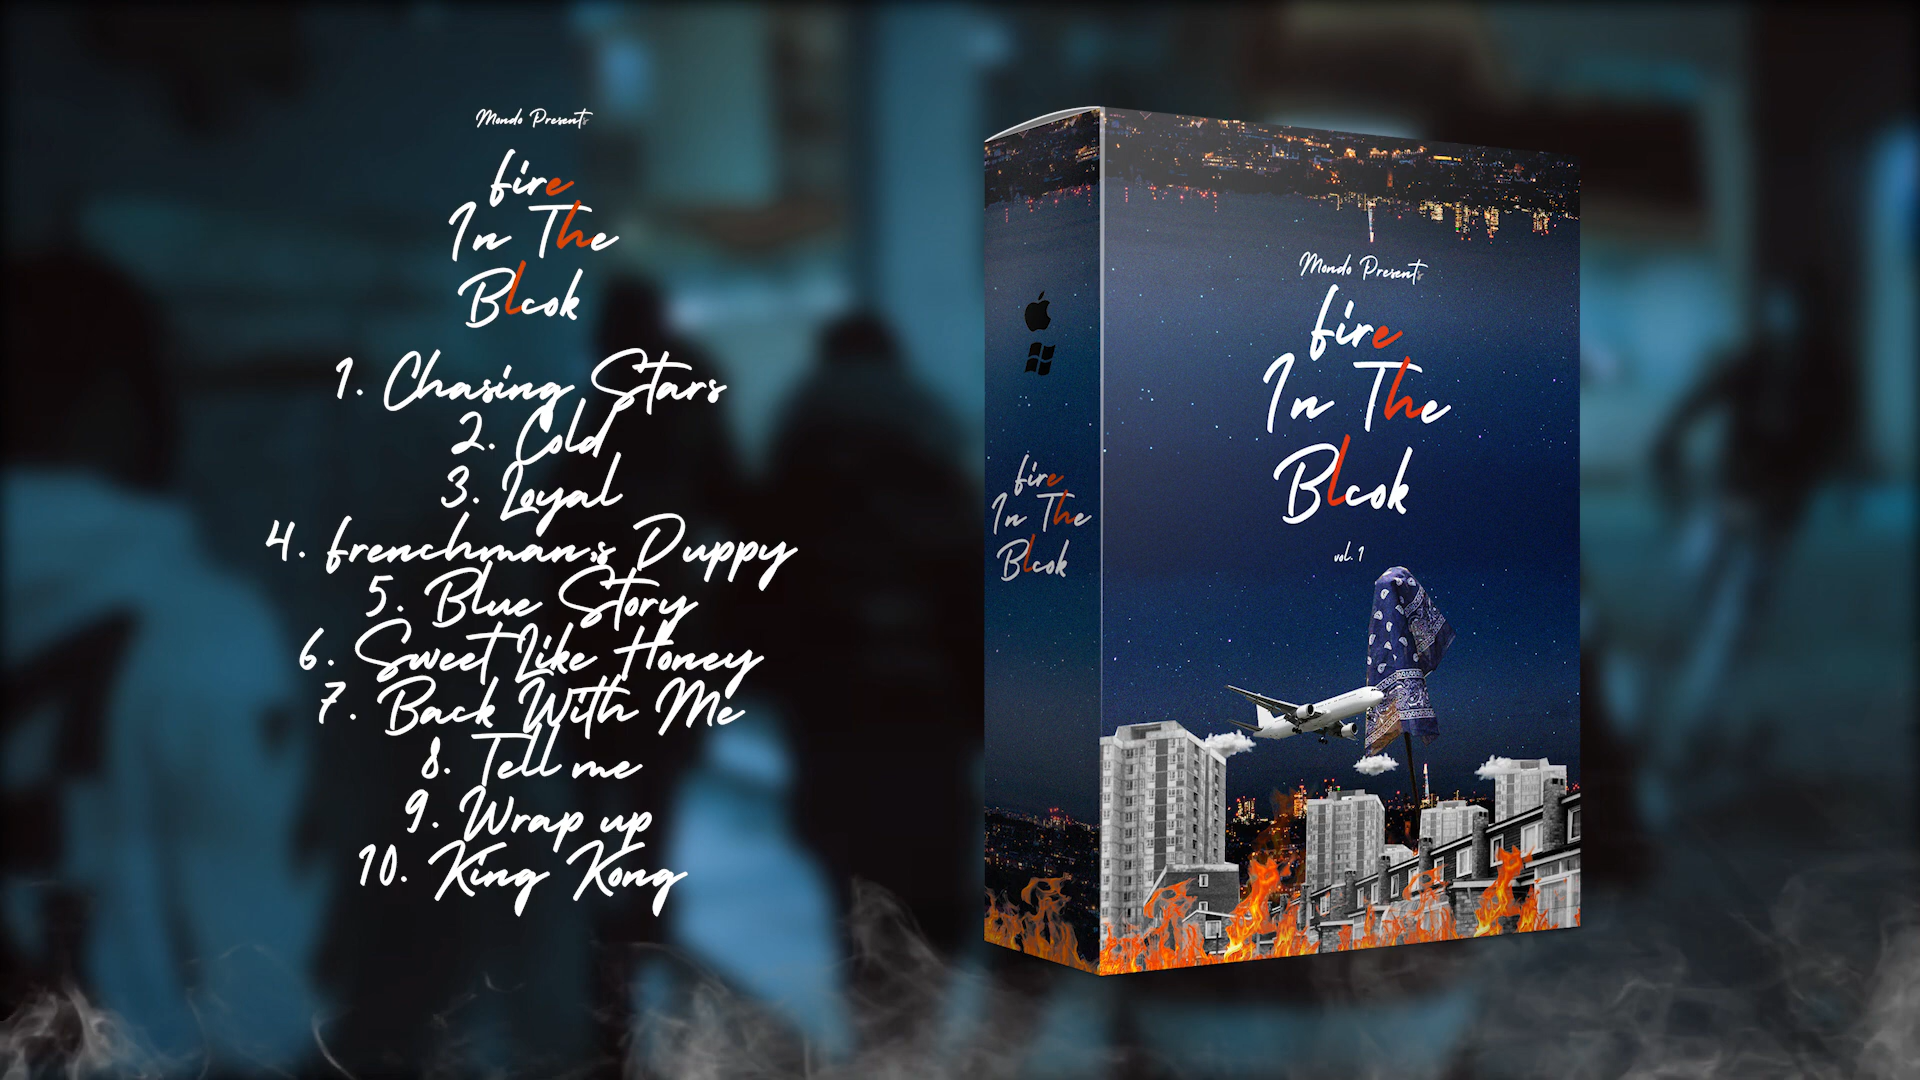 Mondo Presents
fire
In The
Blcok
1. Chasing Stars
2. Cold
3. Loyal
4. frenchman's Duppy
5. Blue Story
6. Sweet Like Honey
7. Back With Me
8. Tell me
9. Wrap up
10. King Kong
fire
In The
Blcok
Mondo Presents
fire
In The
Blcok
vol. 1